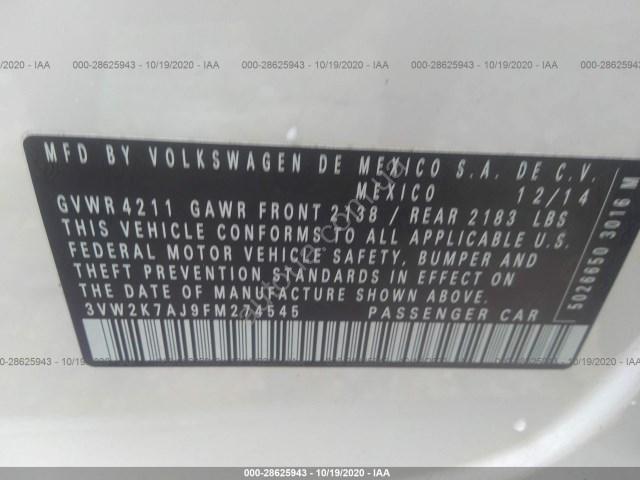 000-28625943 - 10/19/2020 - IAA
MFD BY VOLKSWAGEN DE MEXICO S.A. DE C.V.
MEXICO 12/14
GVWR 4211 GAWR FRONT 2138 / REAR 2183 LBS
THIS VEHICLE CONFORMS TO ALL APPLICABLE U.S.
FEDERAL MOTOR VEHICLE SAFETY, BUMPER AND
THEFT PREVENTION STANDARDS IN EFFECT ON
THE DATE OF MANUFACTURE SHOWN ABOVE.
3VW2K7AJ9FM274545 PASSENGER CAR
5026650 3016 M
000-28625943 - 10/19/2020 - IAA